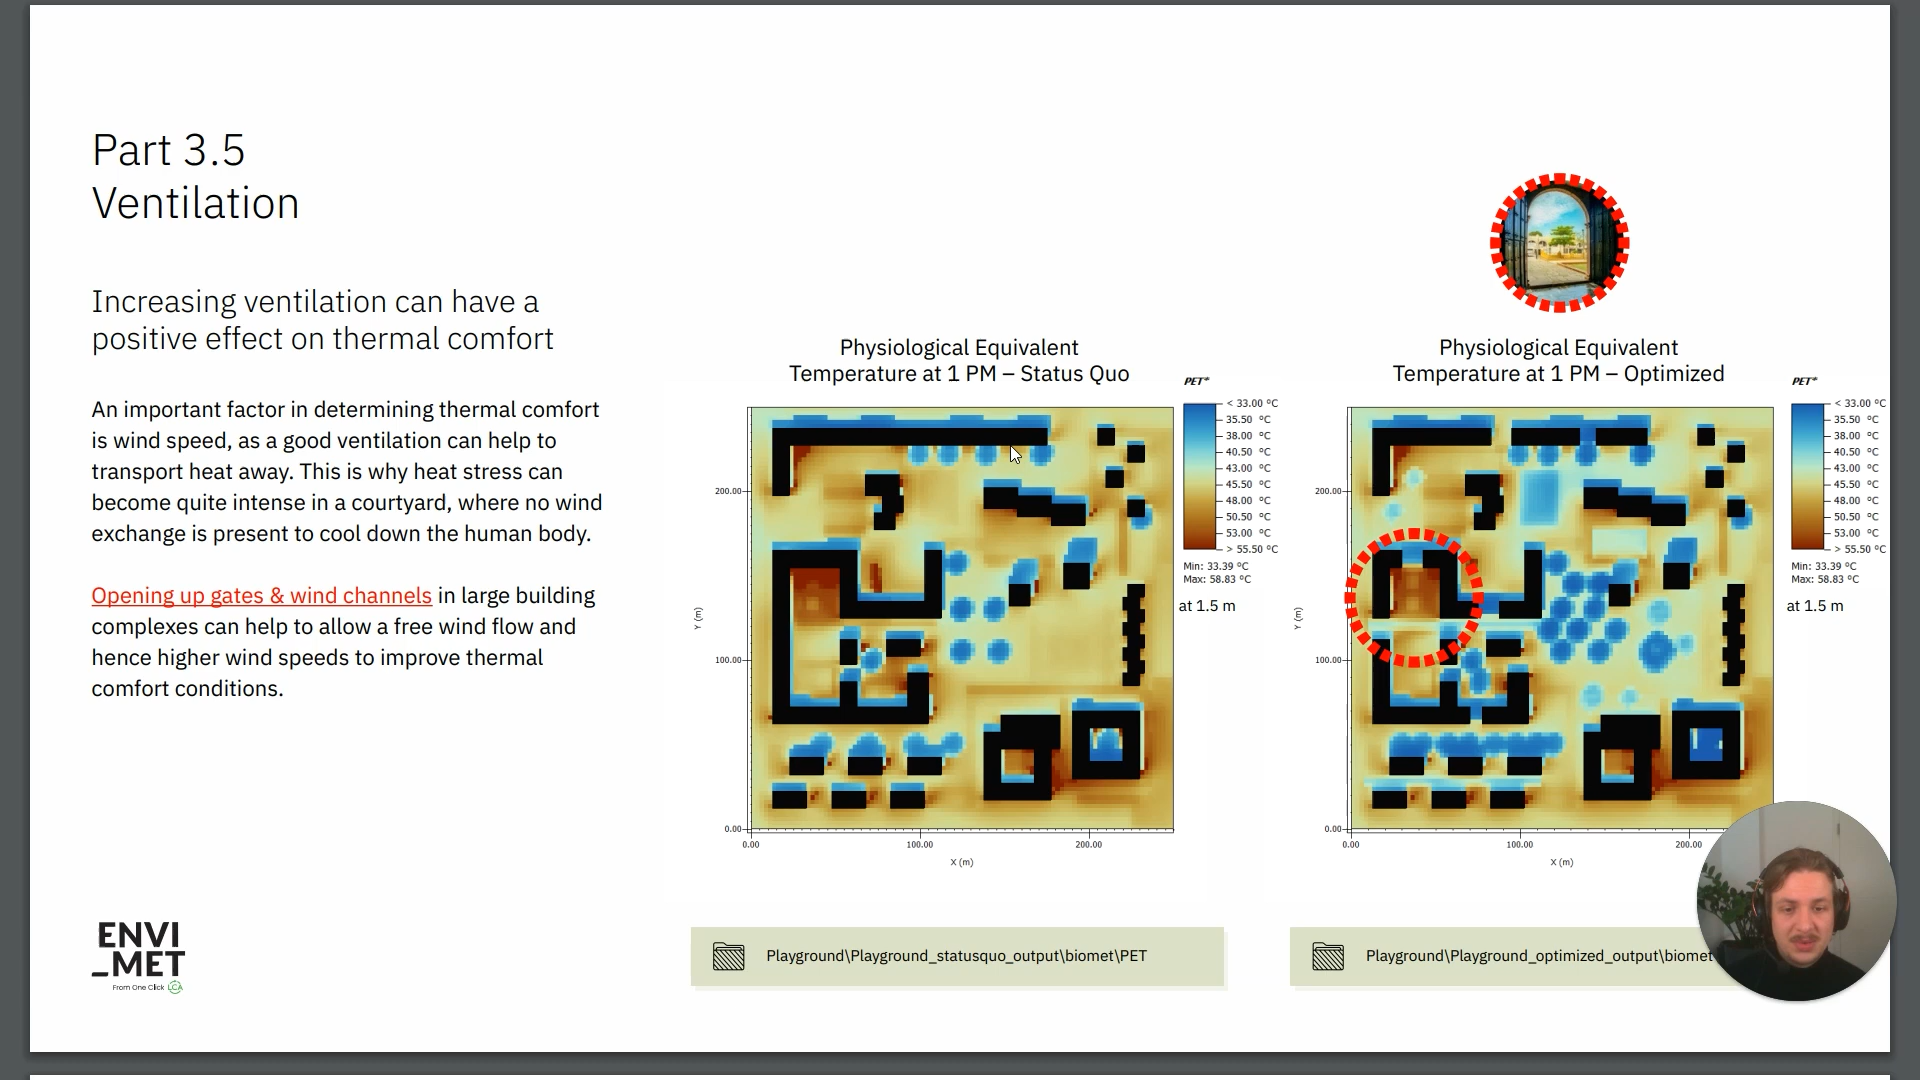 Part 3.5
Ventilation
Increasing ventilation can have a
positive effect on thermal comfort
An important factor in determining thermal comfort
is wind speed, as a good ventilation can help to
transport heat away. This is why heat stress can
become quite intense in a courtyard, where no wind
exchange is present to cool down the human body.
Opening up gates & wind channels in large building
complexes can help to allow a free wind flow and
hence higher wind speeds to improve thermal
comfort conditions.
ENVI
_MET
From One Click LCA
Physiological Equivalent
Temperature at 1 PM – Status Quo
PET*
< 33.00 °C
35.50 °C
38.00 °C
40.50 °C
43.00 °C
45.50 °C
48.00 °C
50.50 °C
53.00 °C
> 55.50 °C
Min: 33.39 °C
Max: 58.83 °C
at 1.5 m
Y (m)
200.00
100.00
0.00
0.00
100.00
200.00
X (m)
Playground\Playground_statusquo_output\biomet\PET
Physiological Equivalent
Temperature at 1 PM – Optimized
PET*
< 33.00 °C
35.50 °C
38.00 °C
40.50 °C
43.00 °C
45.50 °C
48.00 °C
50.50 °C
53.00 °C
> 55.50 °C
Min: 33.39 °C
Max: 58.83 °C
at 1.5 m
Y (m)
200.00
100.00
0.00
0.00
100.00
200.00
X (m)
Playground\Playground_optimized_output\biomet